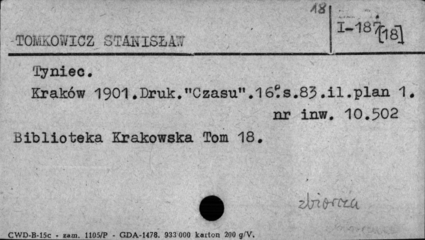 18
I-187
[18]
TOMKOWICZ STANISŁAW
Tyniec.
Kraków 1901.Druk."Czasu".16°s.83.il.plan 1.
nr inw. 10.502
Biblioteka Krakowska Tom 18.
zbiorcza
CWD-B-15c - zam. 1105/P - GDA-1478. 933 000 karton 200 g/V.